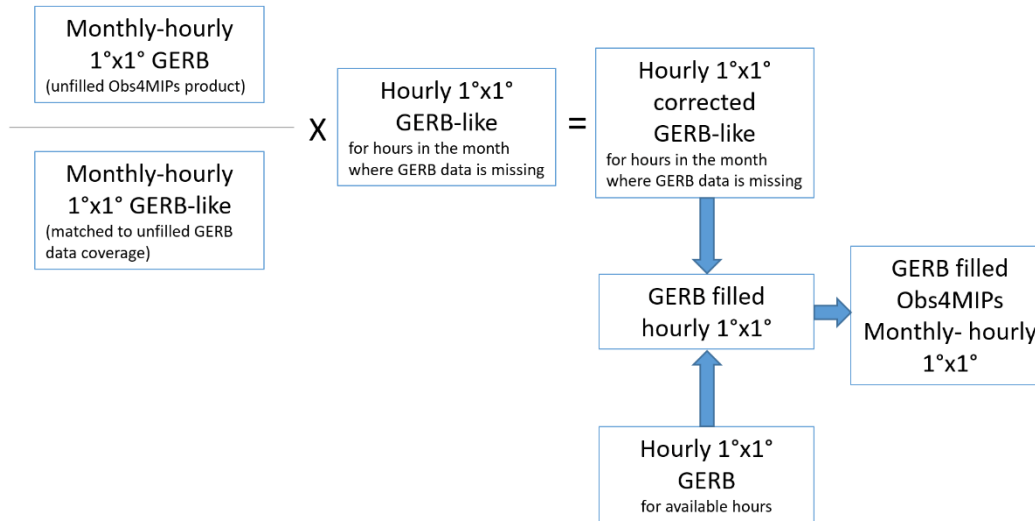 Monthly-hourly
1°x1° GERB
(unfilled Obs4MIPs product)
Monthly-hourly
1°x1° GERB-like
(matched to unfilled GERB
data coverage)
X
Hourly 1°x1°
GERB-like
for hours in the month
where GERB data is missing
=
Hourly 1°x1°
corrected
GERB-like
for hours in the month
where GERB data is missing
GERB filled
hourly 1°x1°
GERB filled
Obs4MIPs
Monthly- hourly
1°x1°
Hourly 1°x1°
GERB
for available hours